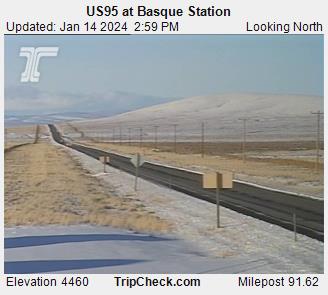 US95 at Basque Station
Updated: Jan 14 2024 2:59 PM Looking North
Elevation 4460 TripCheck.com Milepost 91.62